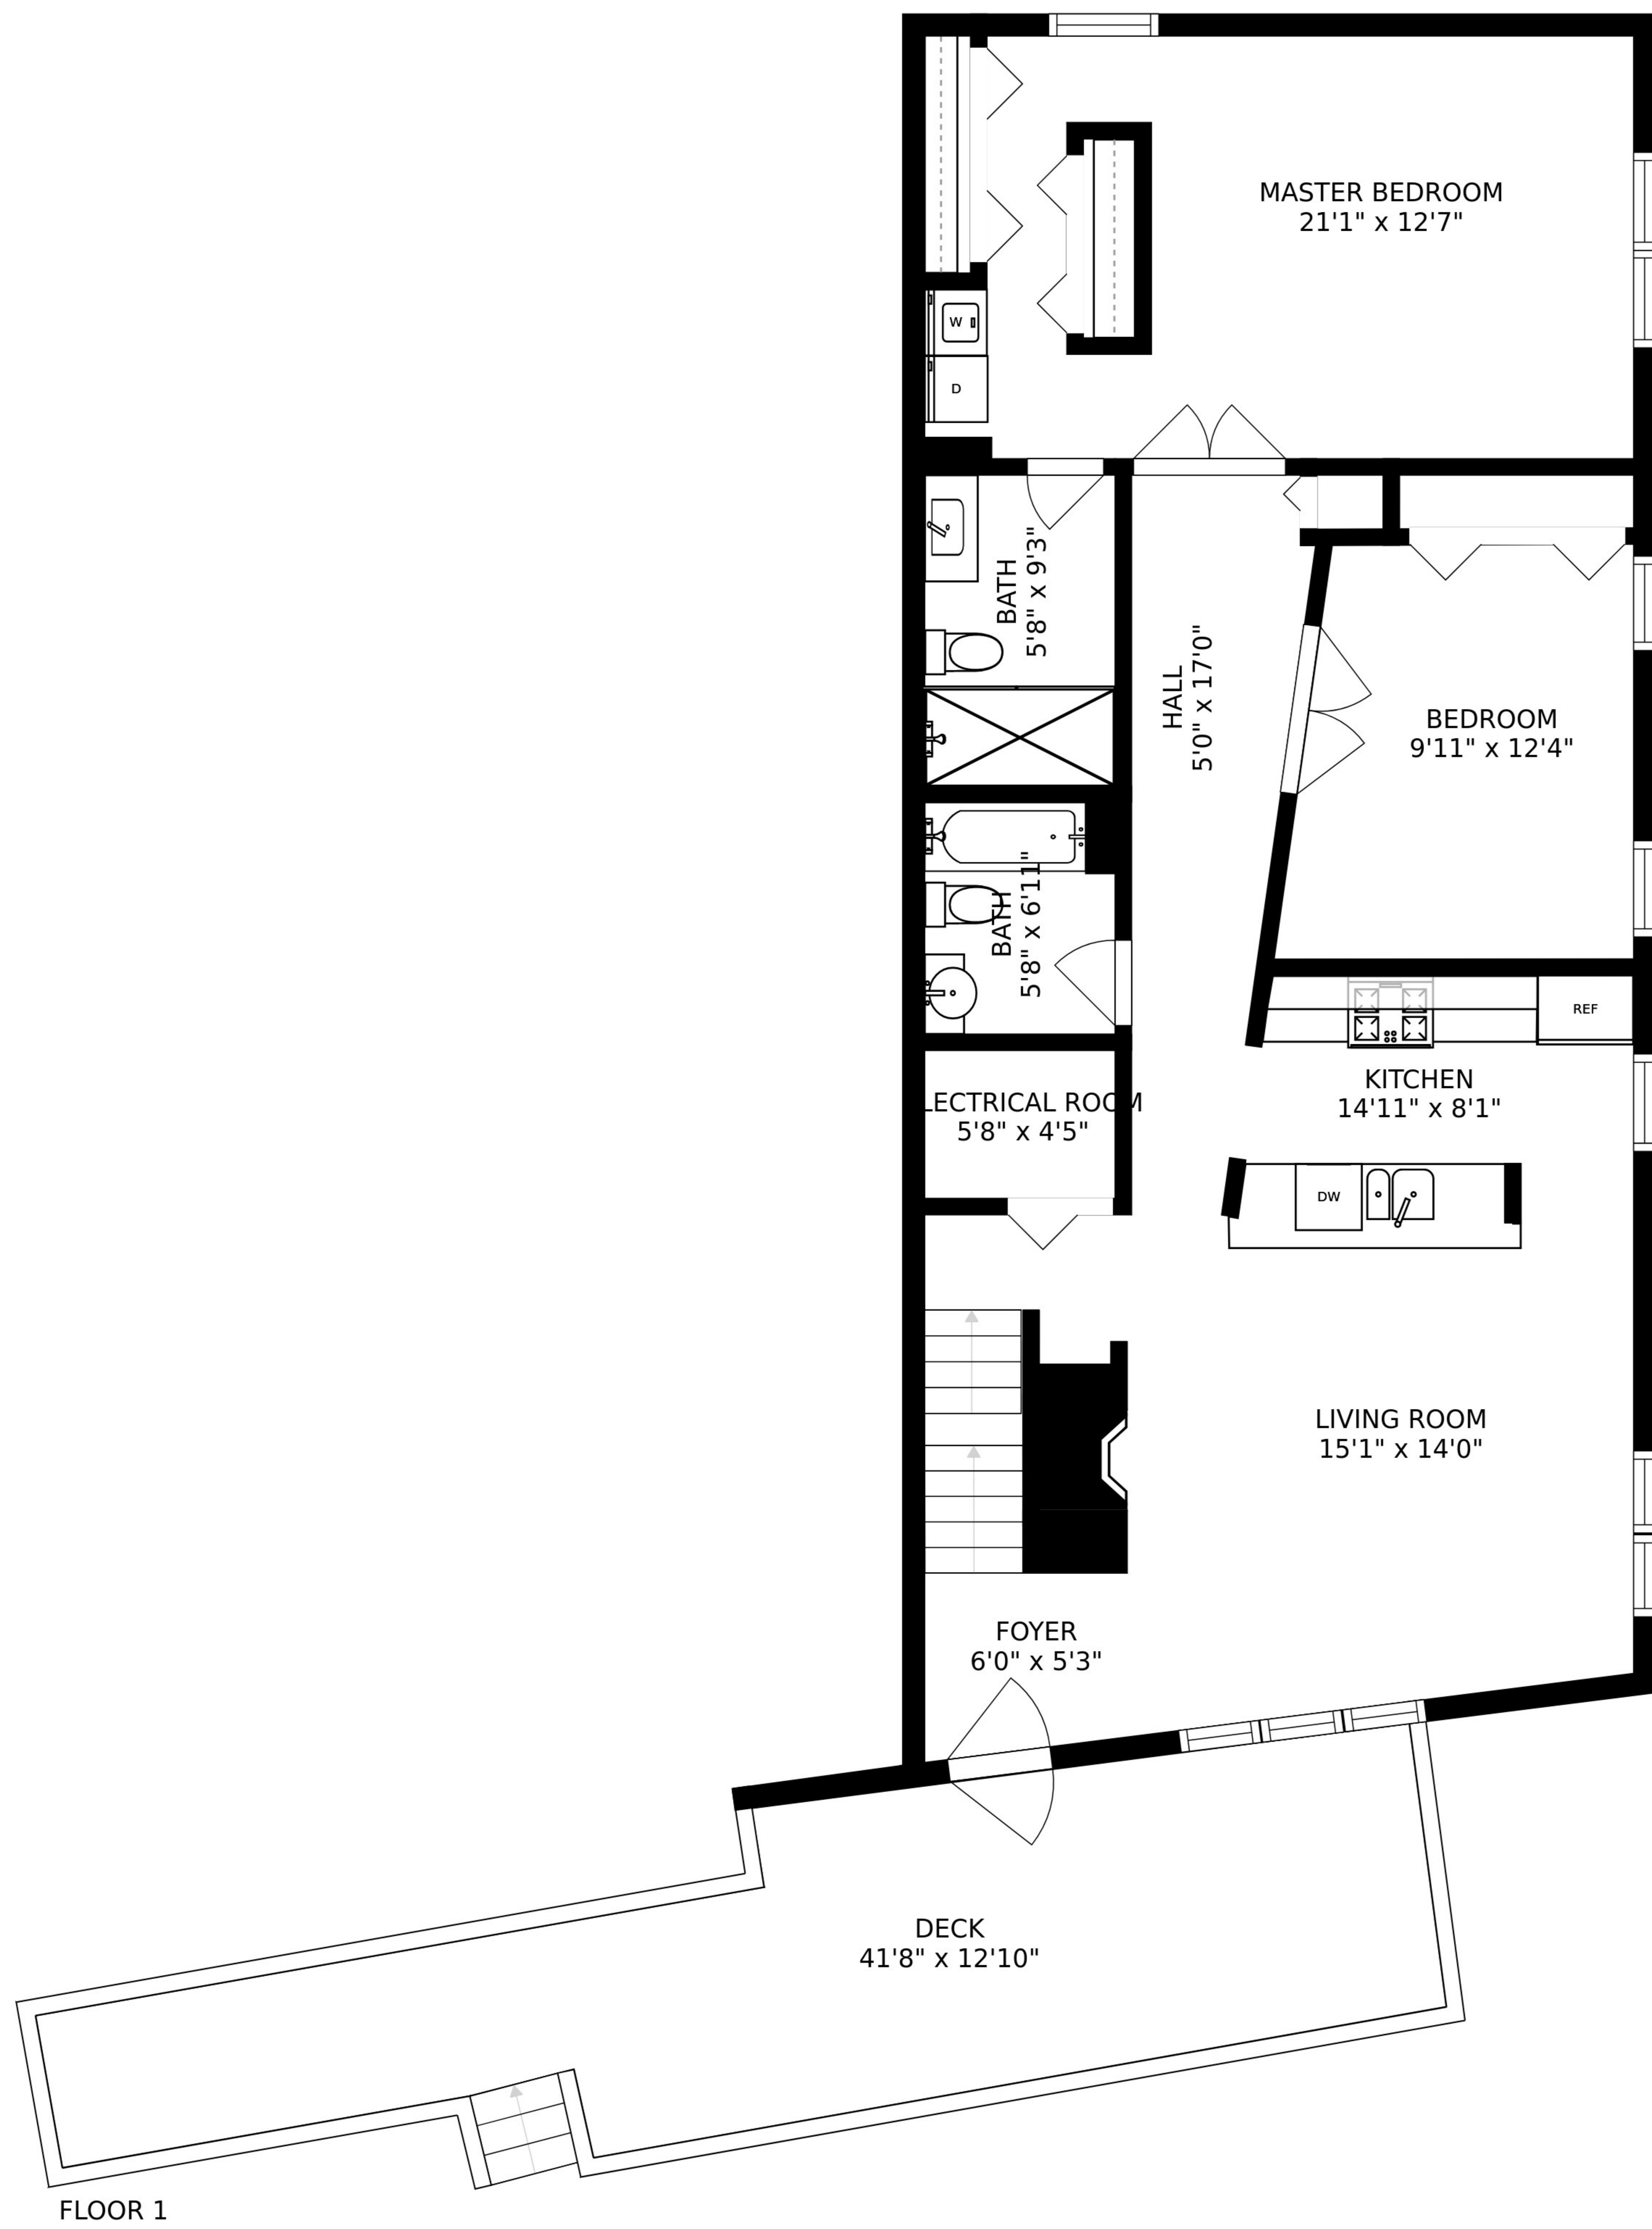 MASTER BEDROOM
21'1" x 12'7"
W
D
BATH
5'8" x 9'3"
HALL
5'0" x 17'0"
BEDROOM
9'11" x 12'4"
BATH
5'8" x 6'11"
REF
KITCHEN
14'11" x 8'1"
LECTRICAL ROOM
5'8" x 4'5"
DW
LIVING ROOM
15'1" x 14'0"
FOYER
6'0" x 5'3"
DECK
41'8" x 12'10"
FLOOR 1